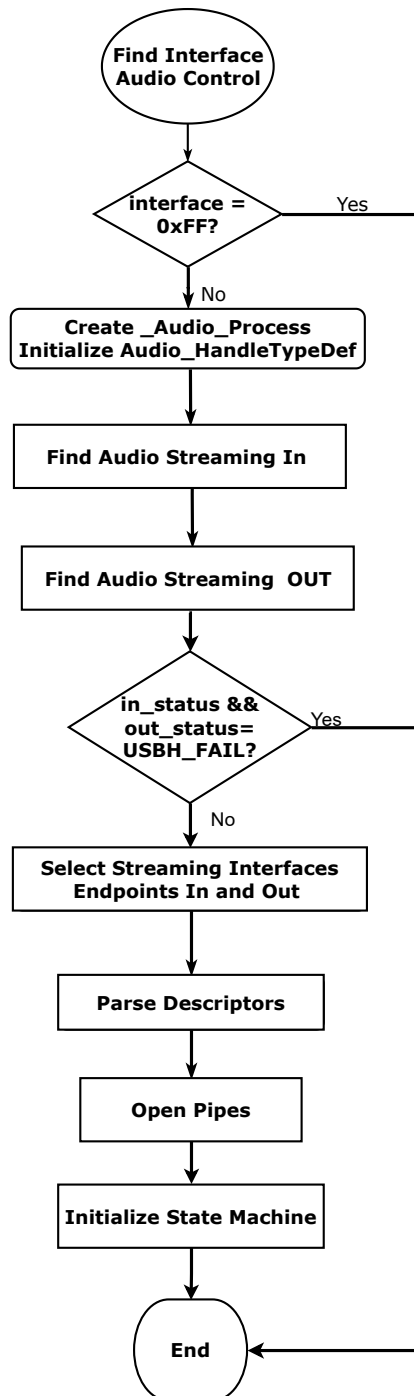 Find Interface
Audio Control
interface =
0xFF?
Yes
No
Create _Audio_Process
Initialize Audio_HandleTypeDef
Find Audio Streaming In
Find Audio Streaming  OUT
in_status &&
out_status=
USBH_FAIL?
Yes
No
Select Streaming Interfaces
Endpoints In and Out
Parse Descriptors
Open Pipes
Initialize State Machine
End